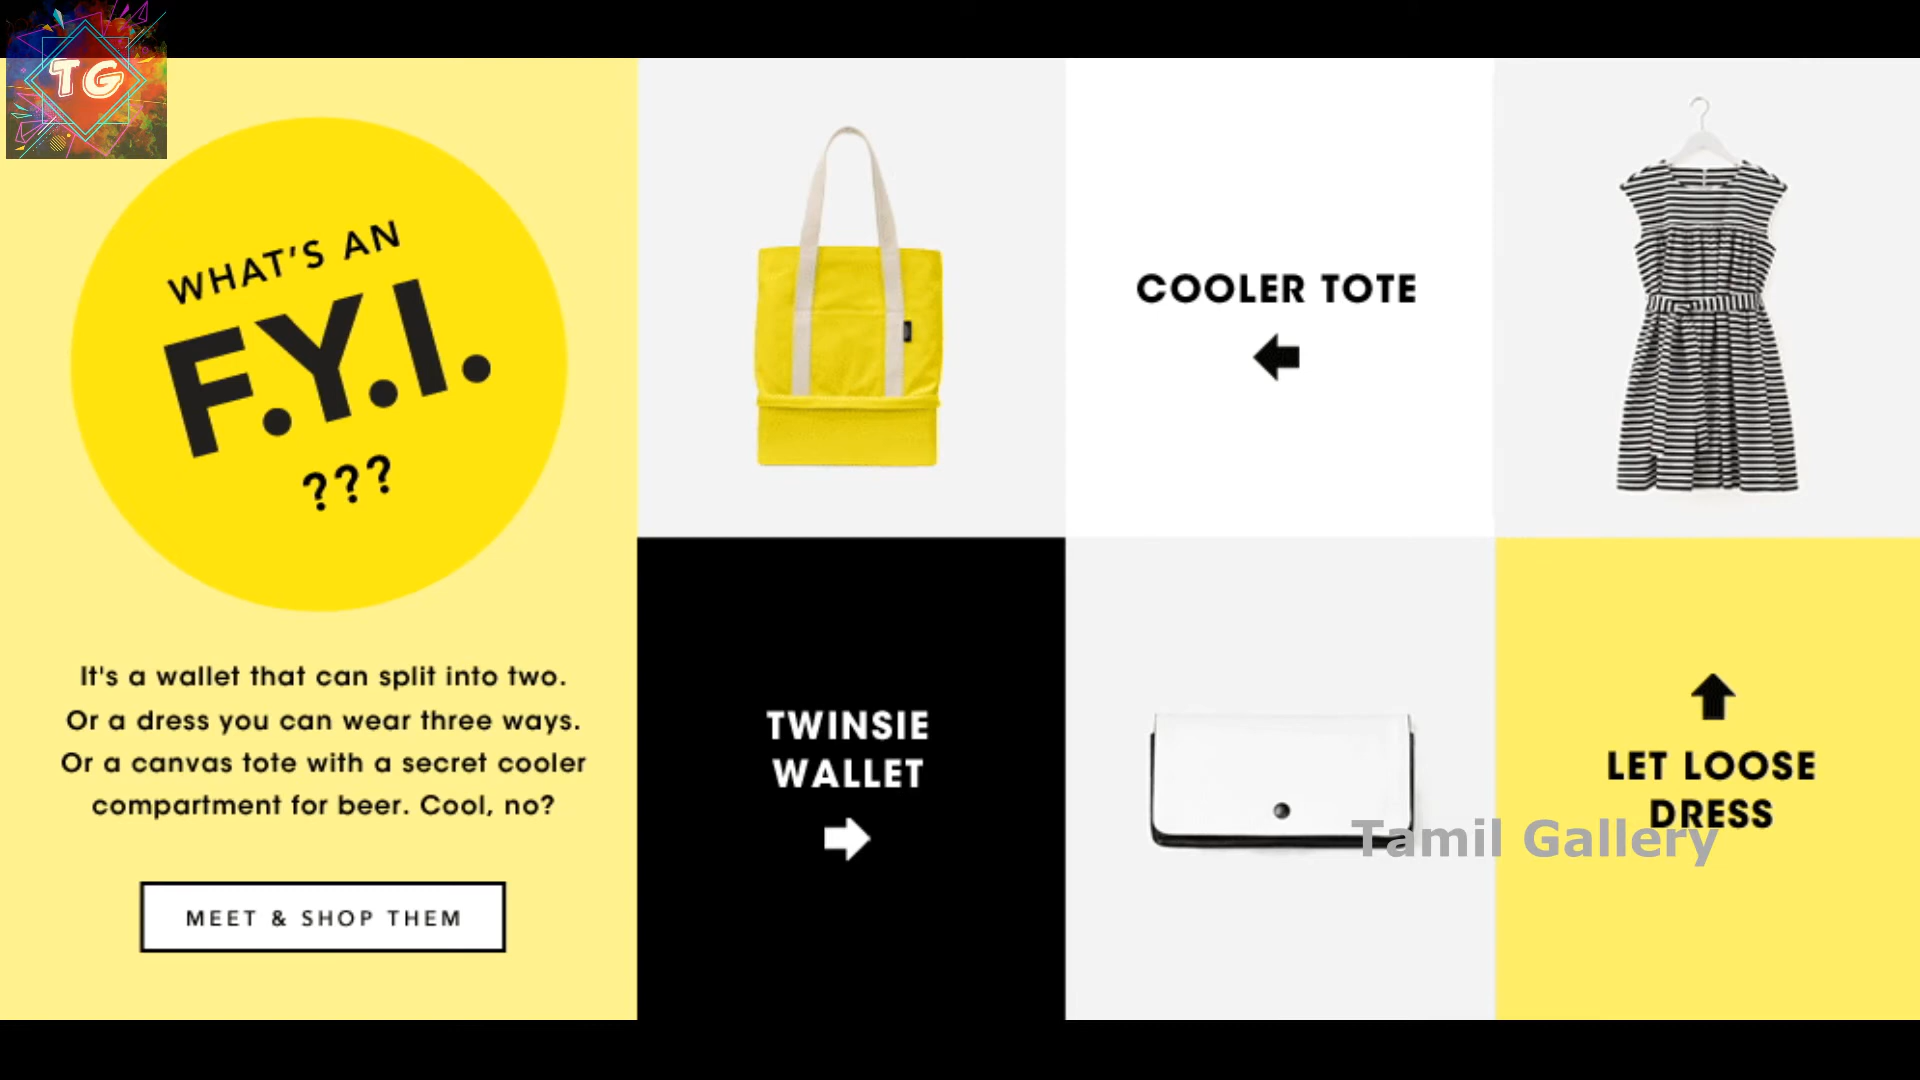 TG
WHAT'S AN
F.Y.I.
???
It's a wallet that can split into two.
Or a dress you can wear three ways.
Or a canvas tote with a secret cooler
compartment for beer. Cool, no?
MEET & SHOP THEM
COOLER TOTE
TWINSIE
WALLET
LET LOOSE
DRESS
Tamil Gallery